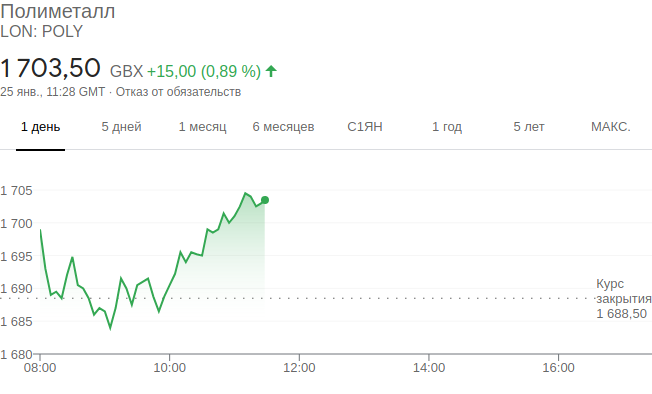 Полиметалл
LON: POLY
1 703,50 GBX +15,00 (0,89 %)
25 янв., 11:28 GMT · Отказ от обязательств
1 день 5 дней 1 месяц 6 месяцев С1ЯН 1 год 5 лет МАКС.
1 705
1 700
1 695
1 690
1 685
1 680
Курс
закрытия
1 688,50
08:00 10:00 12:00 14:00 16:00